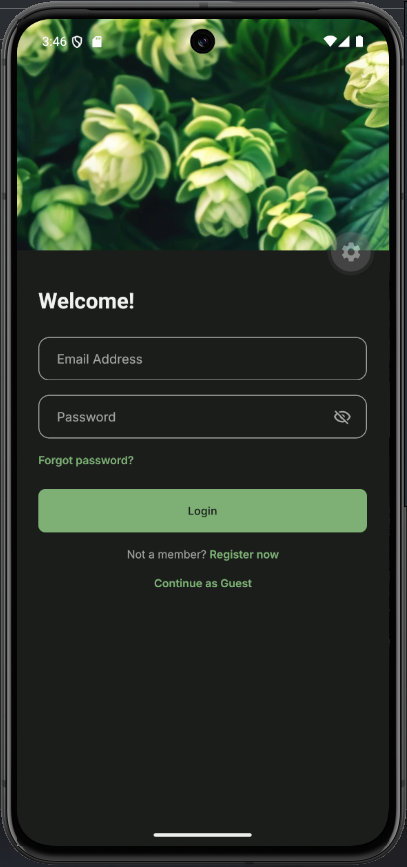 3:46
Welcome!
Email Address
Password
Forgot password?
Login
Not a member? Register now
Continue as Guest